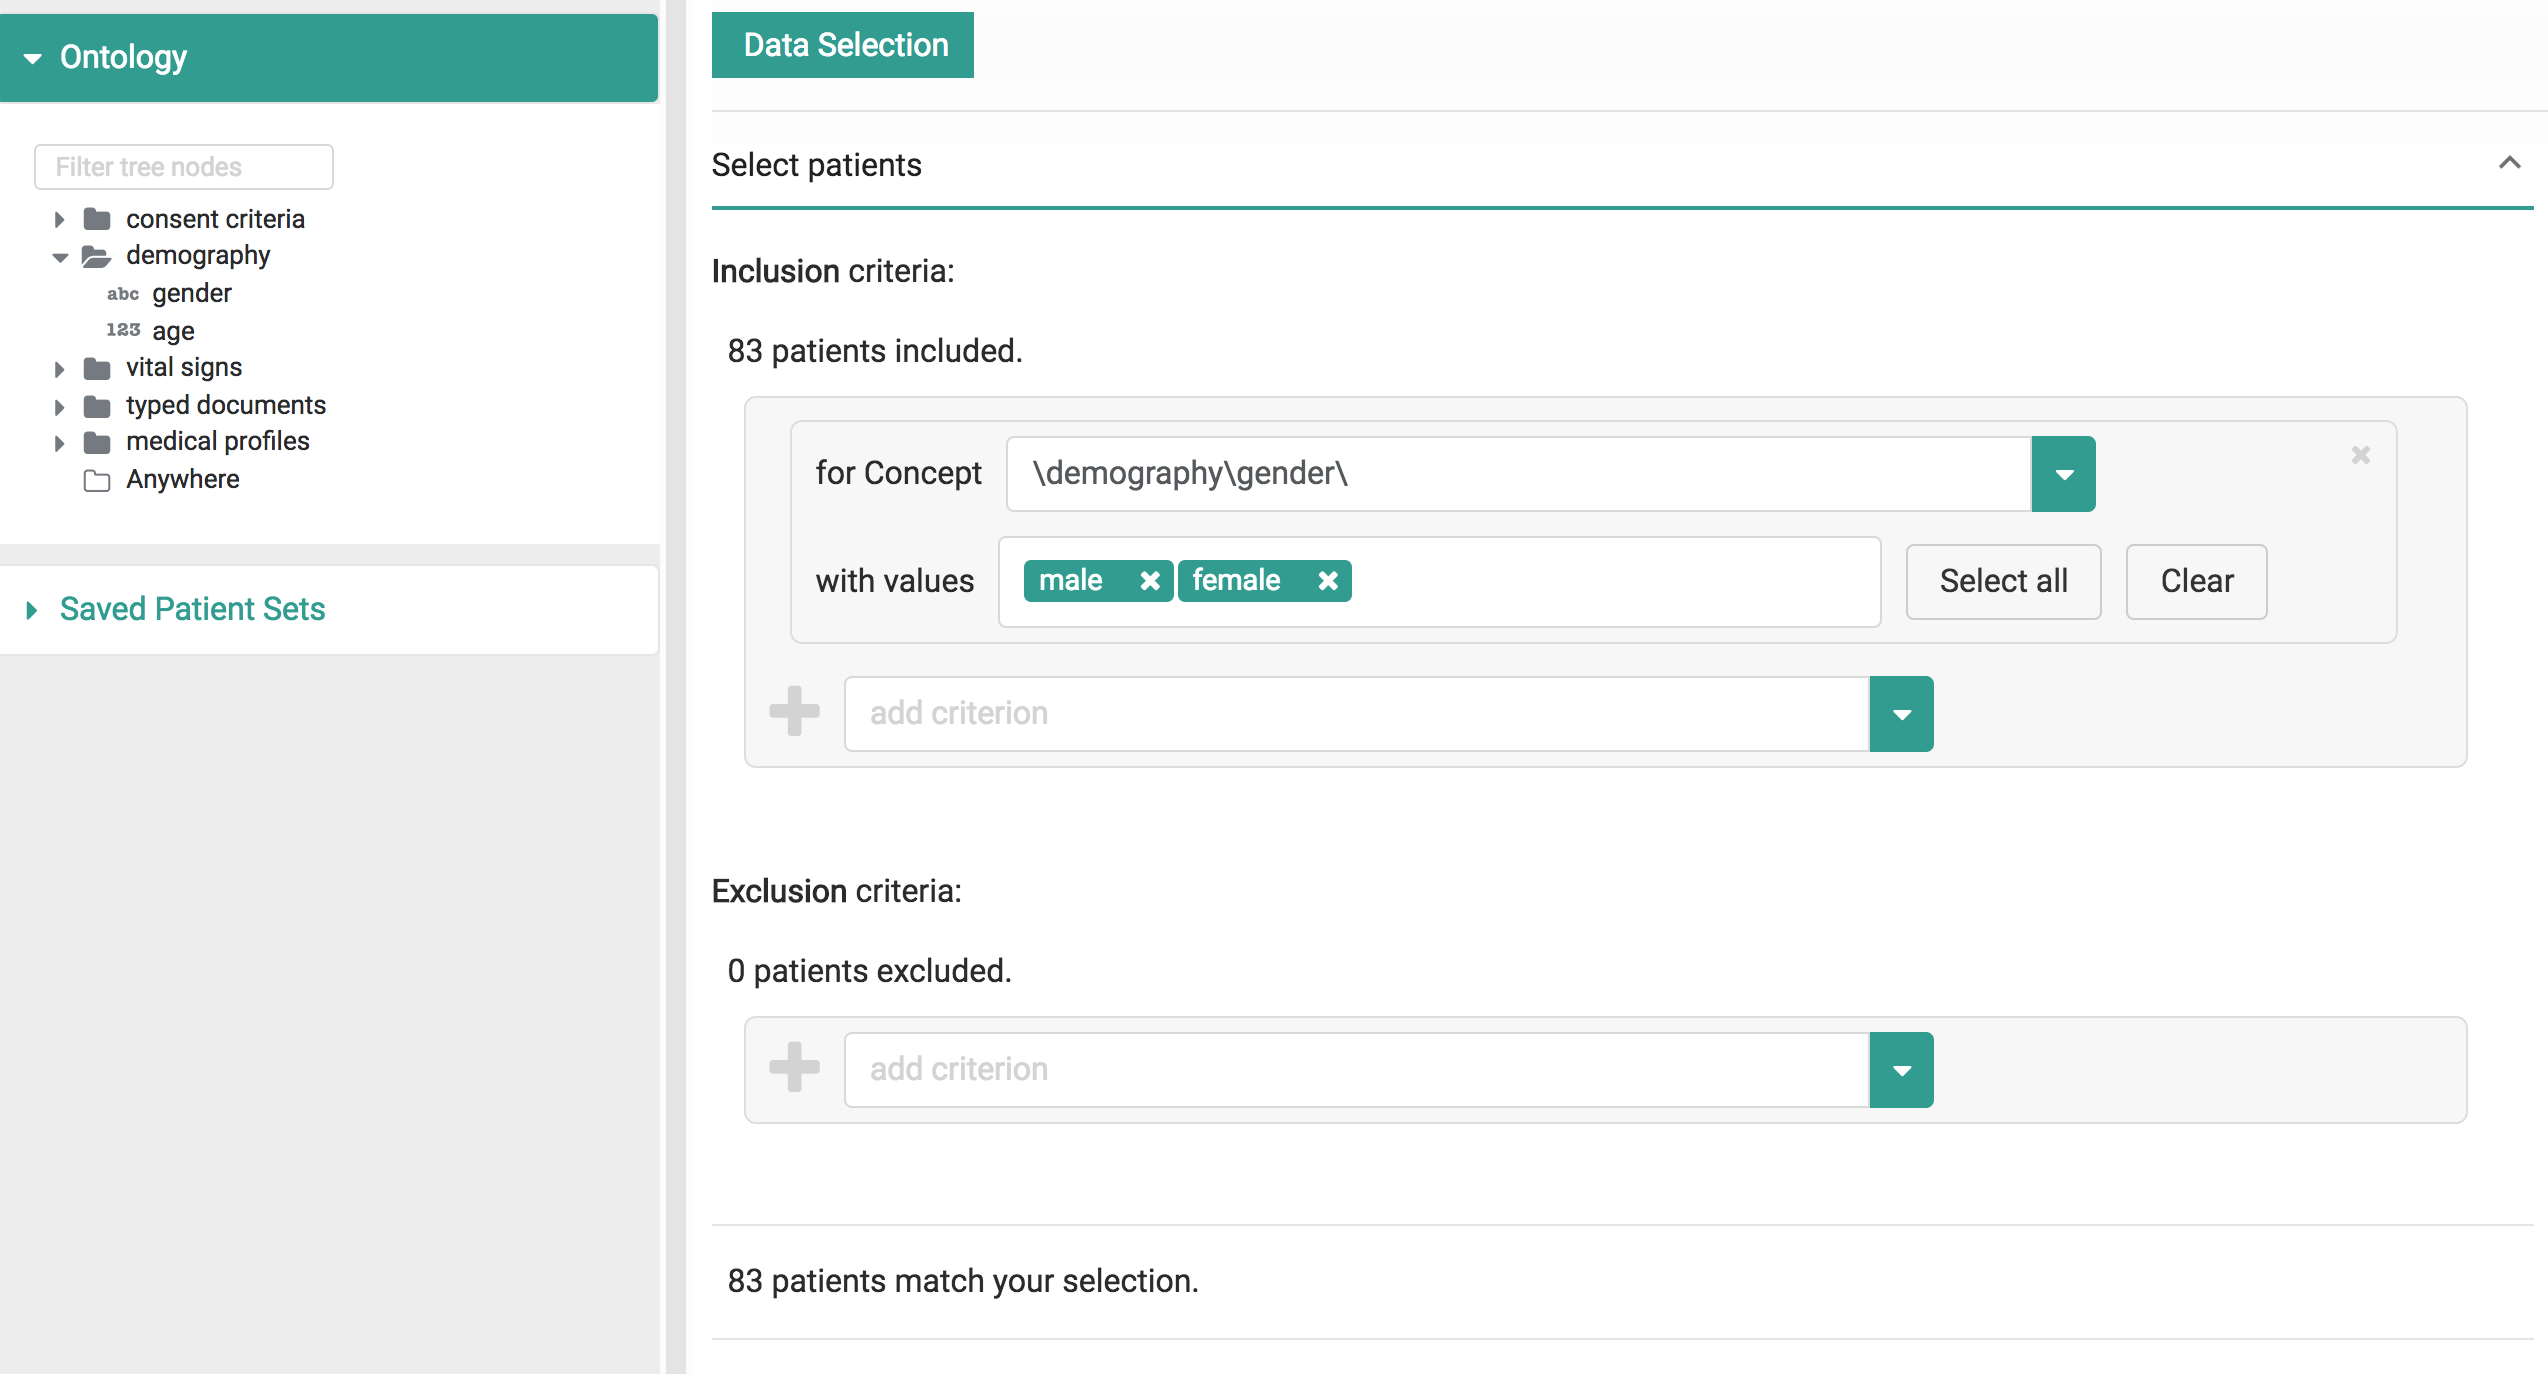 Ontology
Filter tree nodes
consent criteria
demography
abc gender
123 age
vital signs
typed documents
medical profiles
Anywhere
Saved Patient Sets
Data Selection
Select patients
Inclusion criteria:
83 patients included.
for Concept \demography\gender\
with values male female Select all Clear
add criterion
Exclusion criteria:
0 patients excluded.
add criterion
83 patients match your selection.